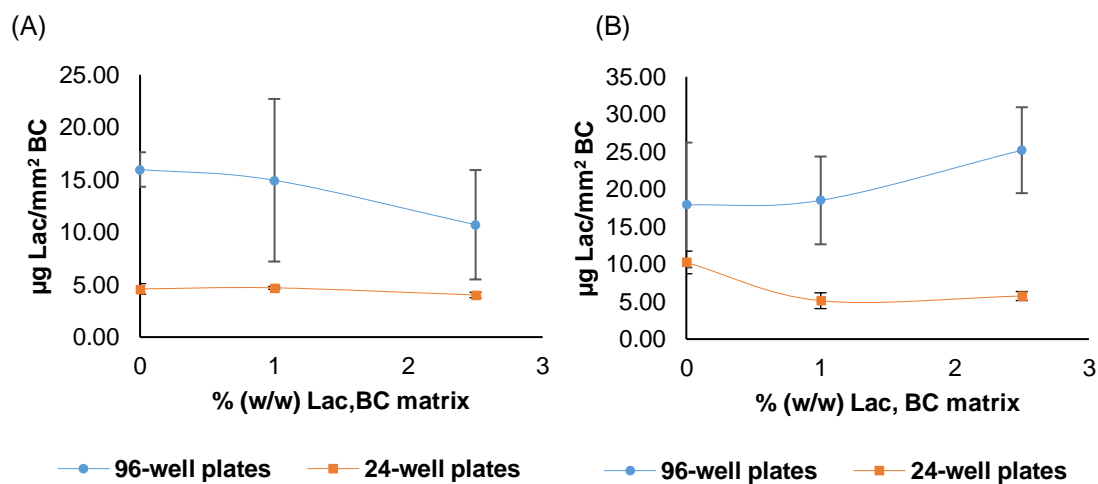 (A)
µg Lac/mm² BC
25.00
20.00
15.00
10.00
5.00
0.00
0 1 2 3
% (w/w) Lac,BC matrix
96-well plates 24-well plates
(B)
µg Lac/mm² BC
35.00
30.00
25.00
20.00
15.00
10.00
5.00
0.00
0 1 2 3
% (w/w) Lac, BC matrix
96-well plates 24-well plates